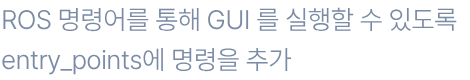 ROS 명령어를 통해 GUI 를 실행할 수 있도록
entry_points에 명령을 추가